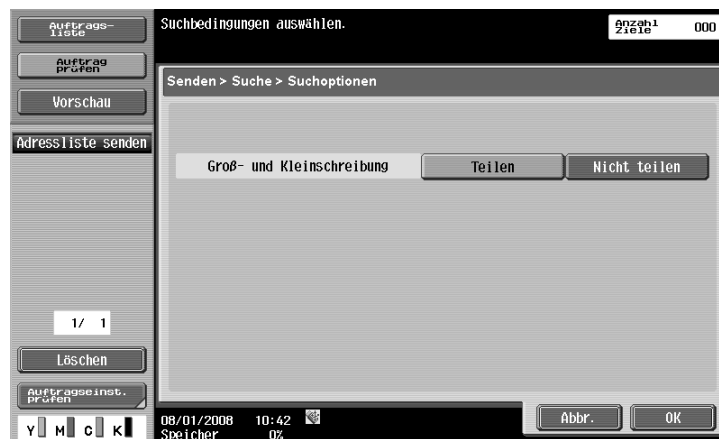 Auftrags-
liste
Suchbedingungen auswählen.
Anzahl
Ziele
000
Auftrag
prüfen
Vorschau
Senden > Suche > Suchoptionen
Adressliste senden
Groß- und Kleinschreibung
Teilen
Nicht teilen
1/ 1
Löschen
Auftragseinst.
prüfen
Y M C K
08/01/2008 10:42
Speicher 0%
Abbr.
OK